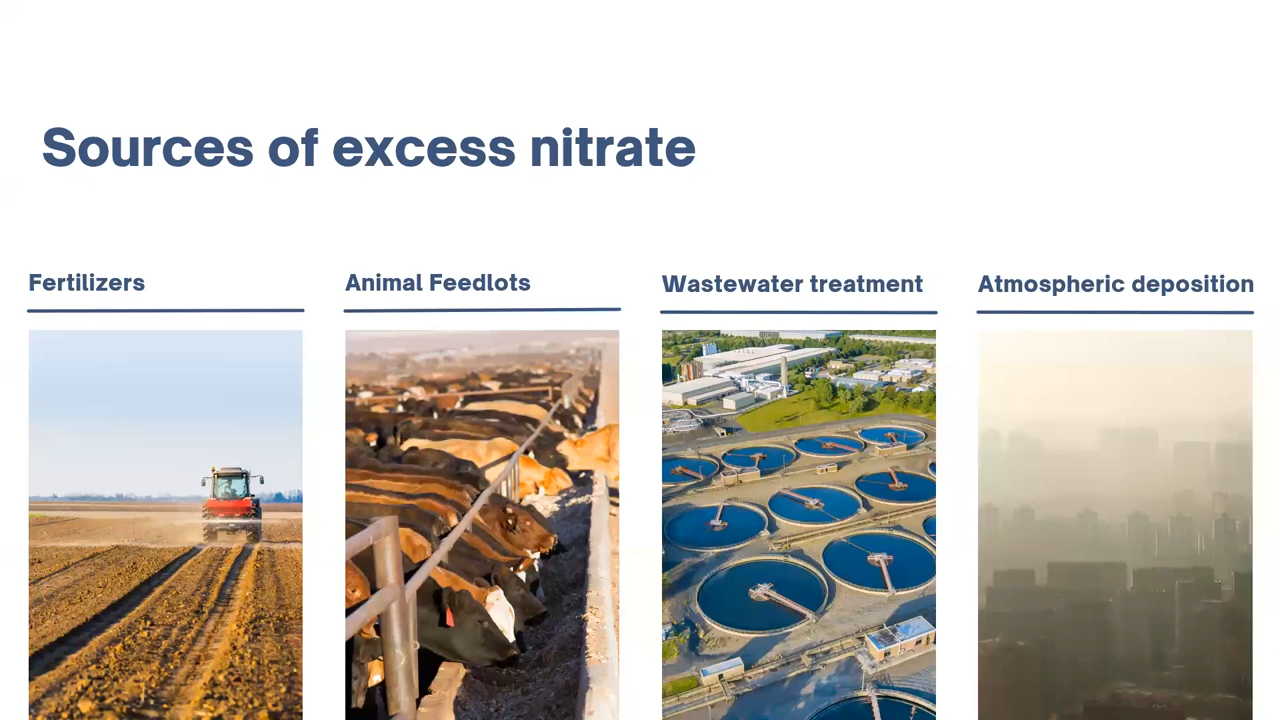 Sources of excess nitrate
Fertilizers
Animal Feedlots
Wastewater treatment
Atmospheric deposition